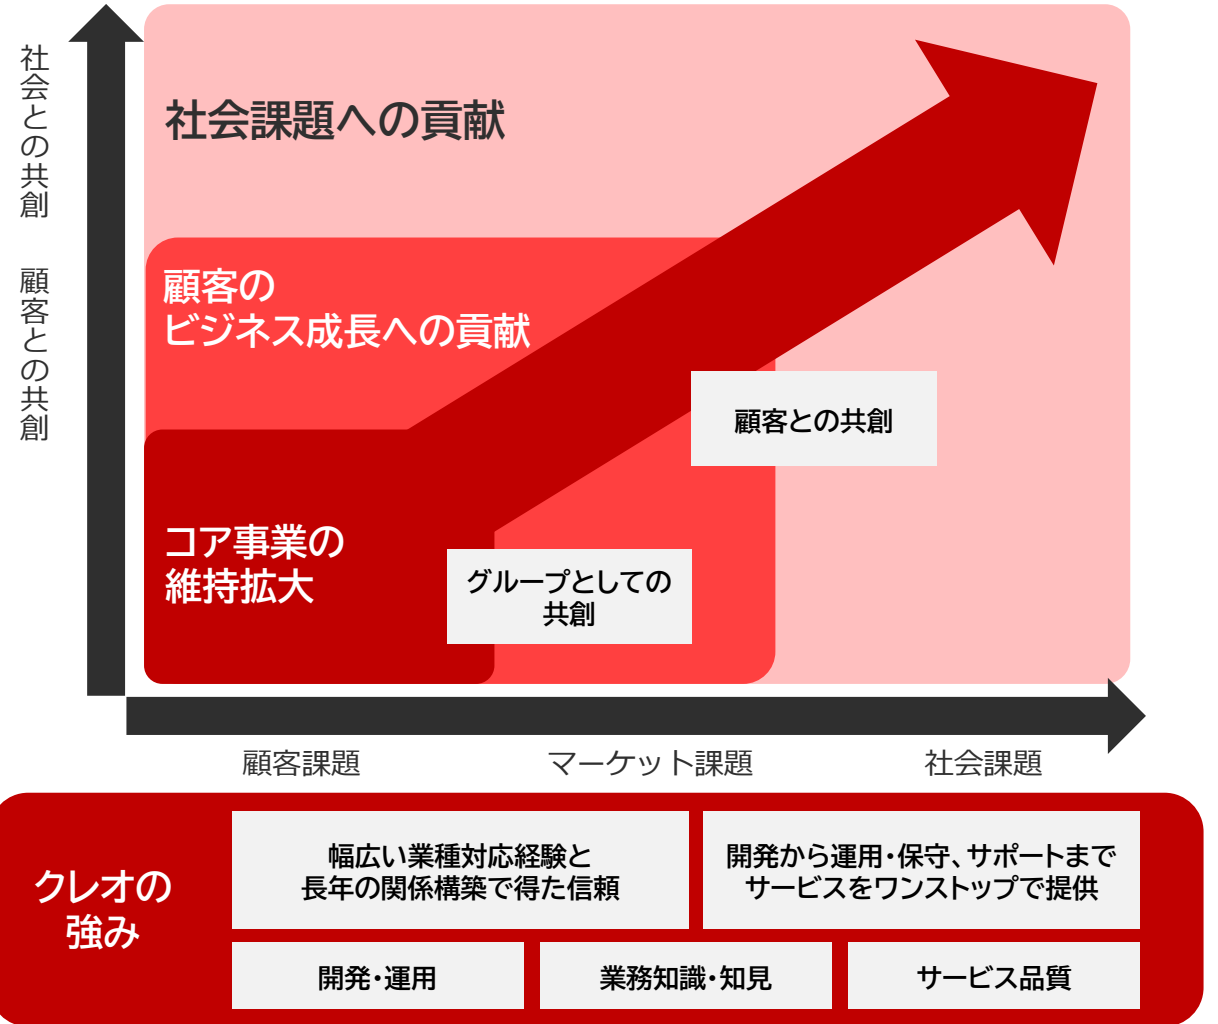 社会との共創
顧客との共創
社会課題への貢献
顧客の
ビジネス成長への貢献
顧客との共創
コア事業の
維持拡大
グループとしての
共創
顧客課題
マーケット課題
社会課題
クレオの
強み
幅広い業種対応経験と
長年の関係構築で得た信頼
開発から運用・保守、サポートまで
サービスをワンストップで提供
開発・運用
業務知識・知見
サービス品質